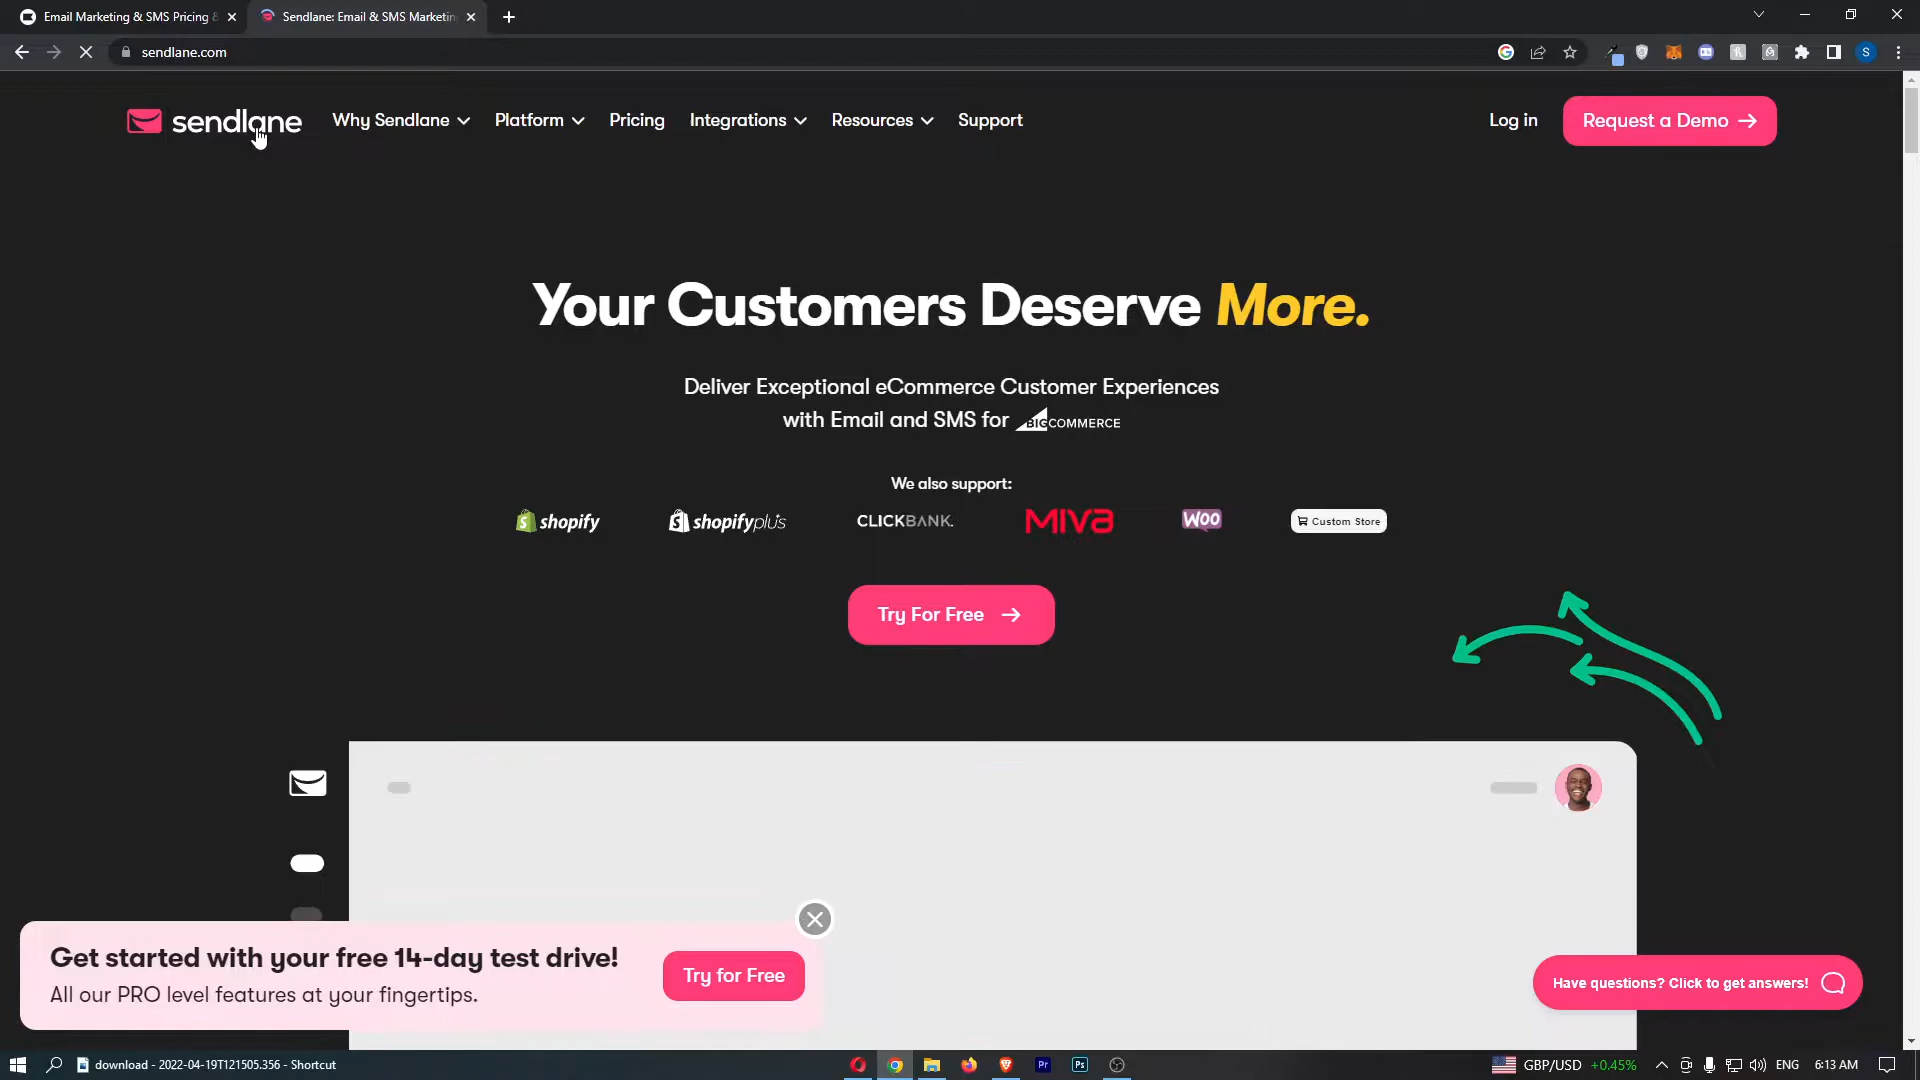 Email Marketing & SMS Pricing &
Sendlane: Email & SMS Marketin
sendlane.com
S
sendlane
Why Sendlane
Platform
Pricing
Integrations
Resources
Support
Log in
Request a Demo
Your Customers Deserve More.
Deliver Exceptional eCommerce Customer Experiences
with Email and SMS for BIGCOMMERCE
We also support:
shopify
shopifyplus
CLICKBANK.
MIVA
WOO
Custom Store
Try For Free
Get started with your free 14-day test drive!
All our PRO level features at your fingertips.
Try for Free
Have questions? Click to get answers!
download - 2022-04-19T121505.356 - Shortcut
Pr
Ps
GBP/USD +0.45%
ENG
6:13 AM